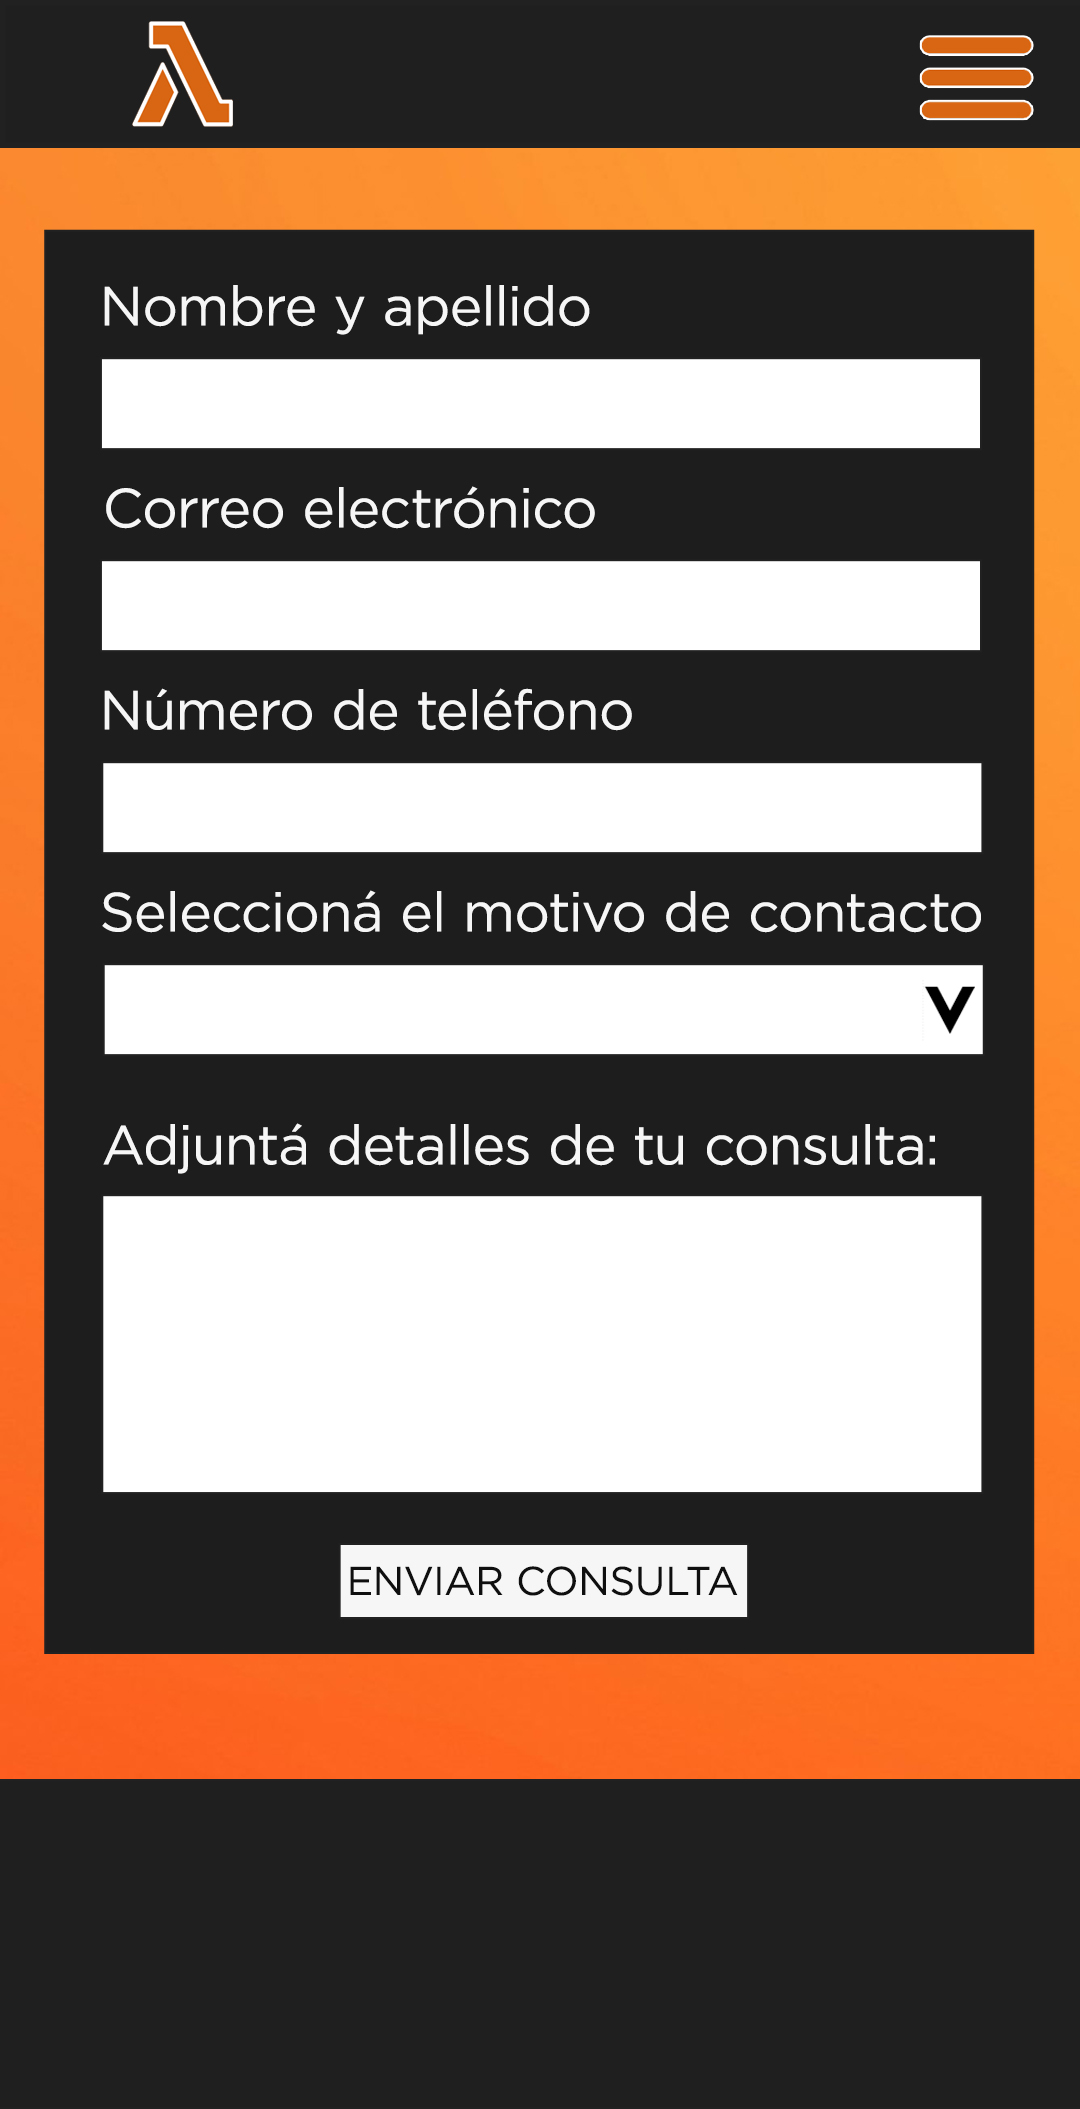 Nombre y apellido
Correo electrónico
Número de teléfono
Seleccioná el motivo de contacto
Adjuntá detalles de tu consulta:
ENVIAR CONSULTA